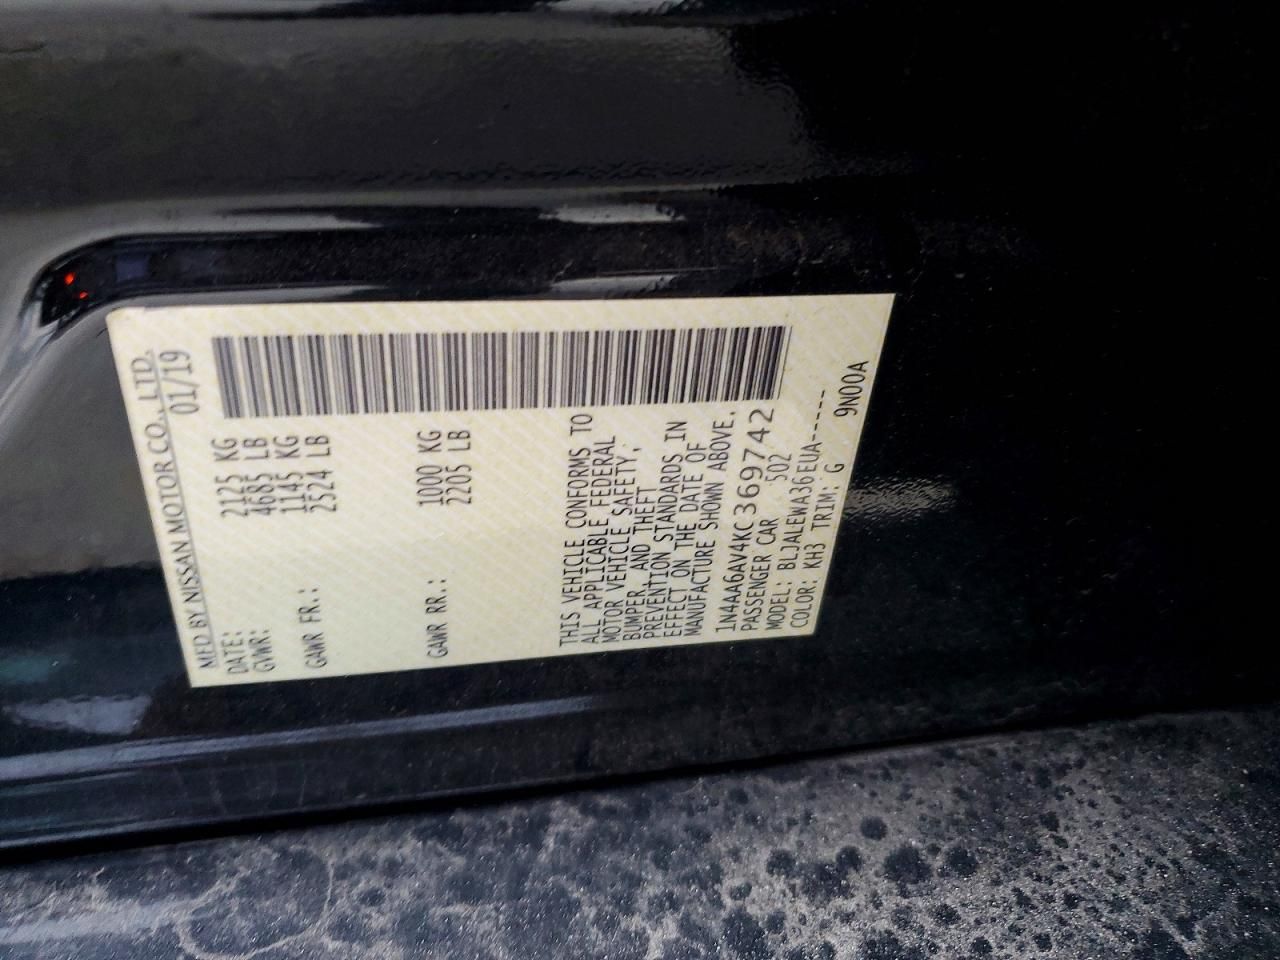 MFD BY NISSAN MOTOR CO., LTD.
DATE: 01/19
GVWR: 2125 KG
4685 LB
GAWR FR.: 1145 KG
2524 LB
GAWR RR.: 1000 KG
2205 LB
THIS VEHICLE CONFORMS TO
ALL APPLICABLE FEDERAL
MOTOR VEHICLE SAFETY,
BUMPER, AND THEFT
PREVENTION STANDARDS IN
EFFECT ON THE DATE OF
MANUFACTURE SHOWN ABOVE.
1N4AA6AV4KC369742
PASSENGER CAR 502
MODEL: BLJALEWA36EUA-----
COLOR: KH3 TRIM: G 9N00A